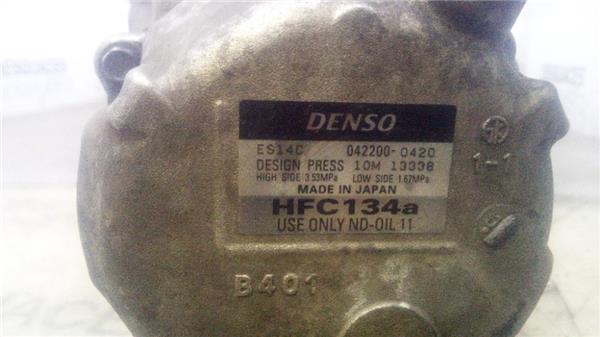 DENSO
ES14C 042200-0420
DESIGN PRESS 10M 13338
HIGH SIDE 3.53MPa LOW SIDE 1.67MPa
MADE IN JAPAN
HFC134a
USE ONLY ND-OIL 11
1-1
B401